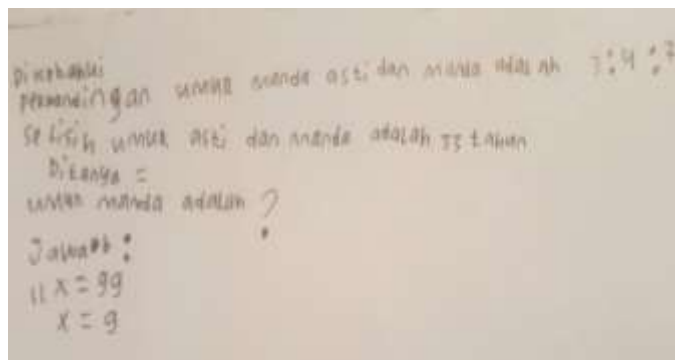 Diketahui
Perbandingan umur manda asti dan manda adalah 7:4:7
Selisih umur asti dan manda adalah 33 tahun
Ditanya =
umur manda adalah ?
Jawab :
11 x = 99
x = 9